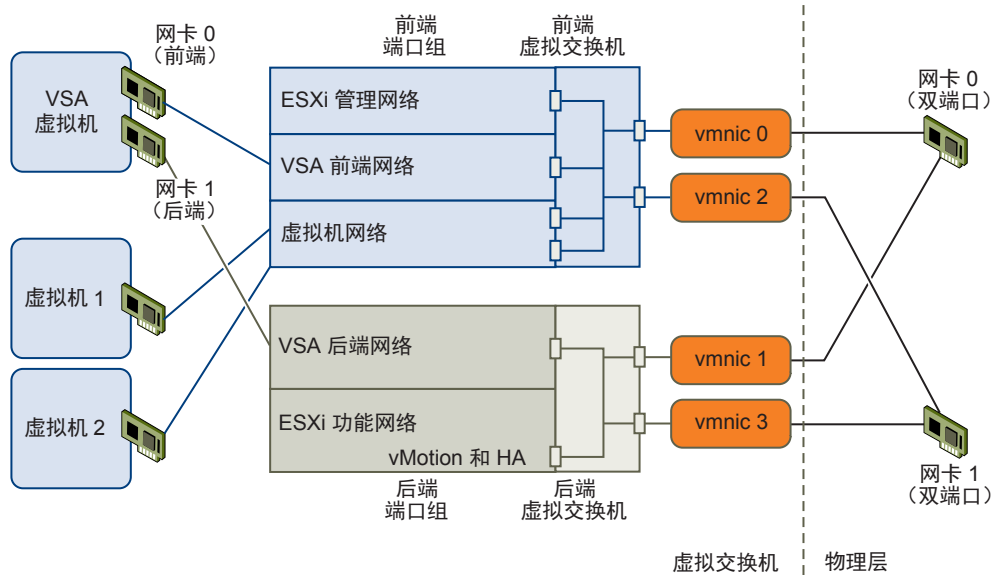 网卡 0
（前端）
VSA
虚拟机
网卡 1
（后端）
虚拟机 1
虚拟机 2
前端
端口组
前端
虚拟交换机
ESXi 管理网络
VSA 前端网络
虚拟机网络
VSA 后端网络
ESXi 功能网络
vMotion 和 HA
后端
端口组
后端
虚拟交换机
vmnic 0
vmnic 2
vmnic 1
vmnic 3
网卡 0
（双端口）
网卡 1
（双端口）
虚拟交换机
物理层